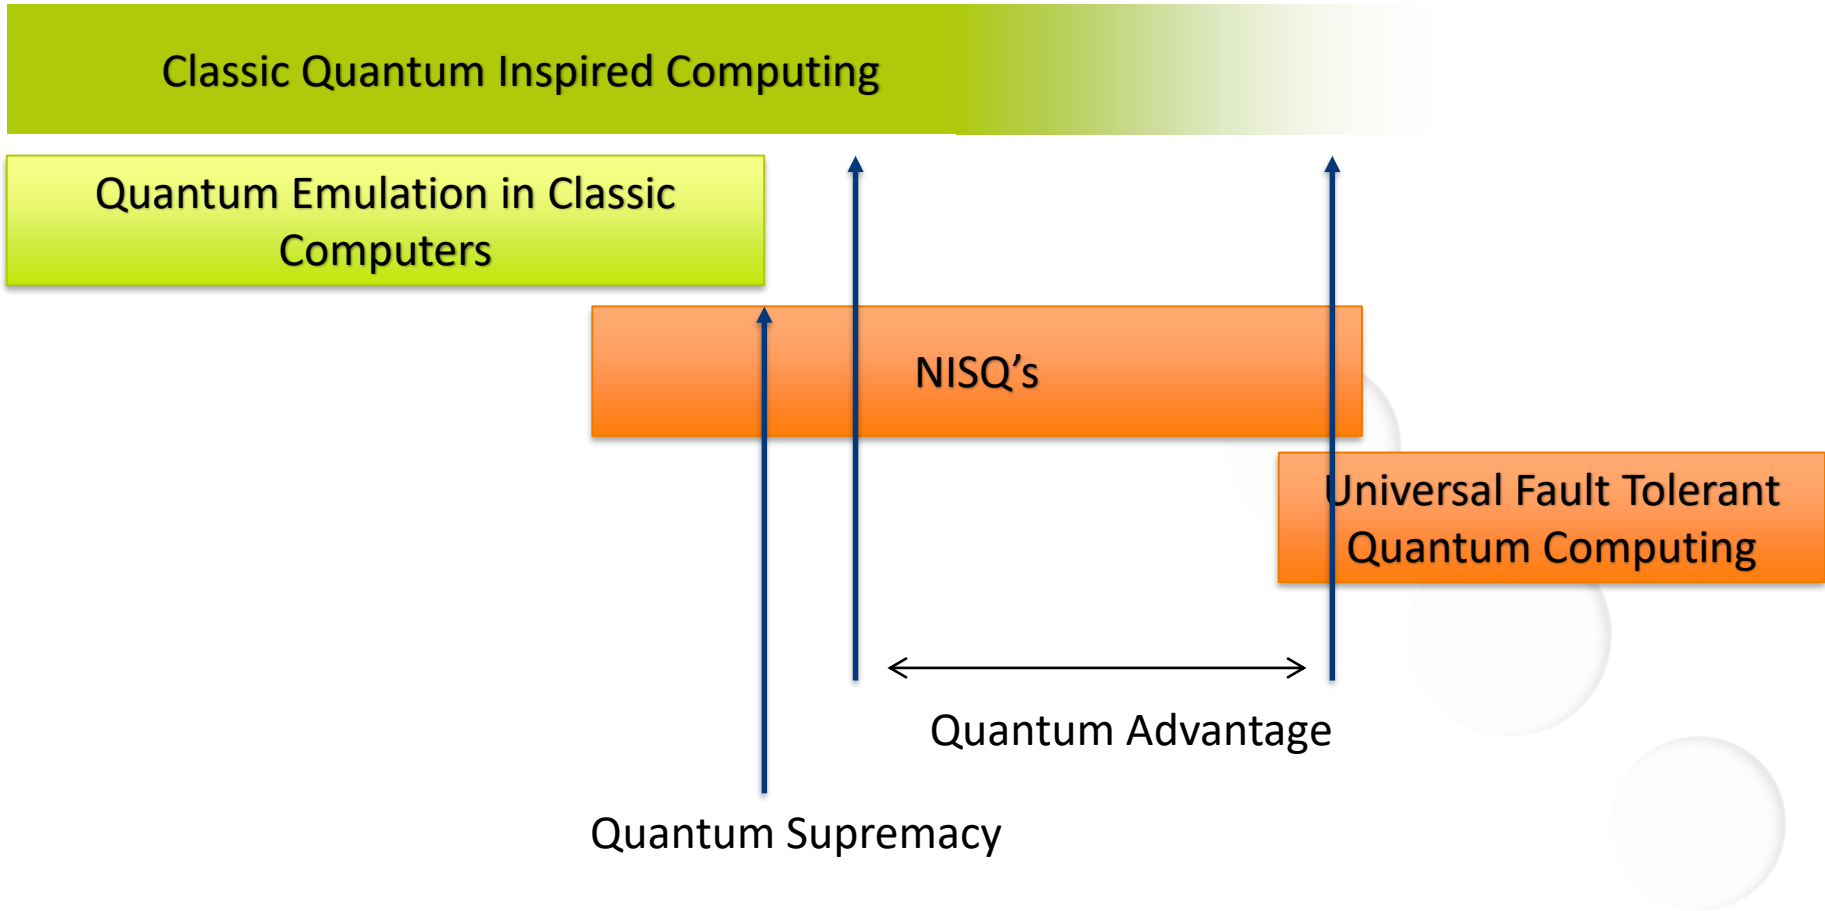 Classic Quantum Inspired Computing
Quantum Emulation in Classic
Computers
NISQ’s
Universal Fault Tolerant
Quantum Computing
Quantum Advantage
Quantum Supremacy